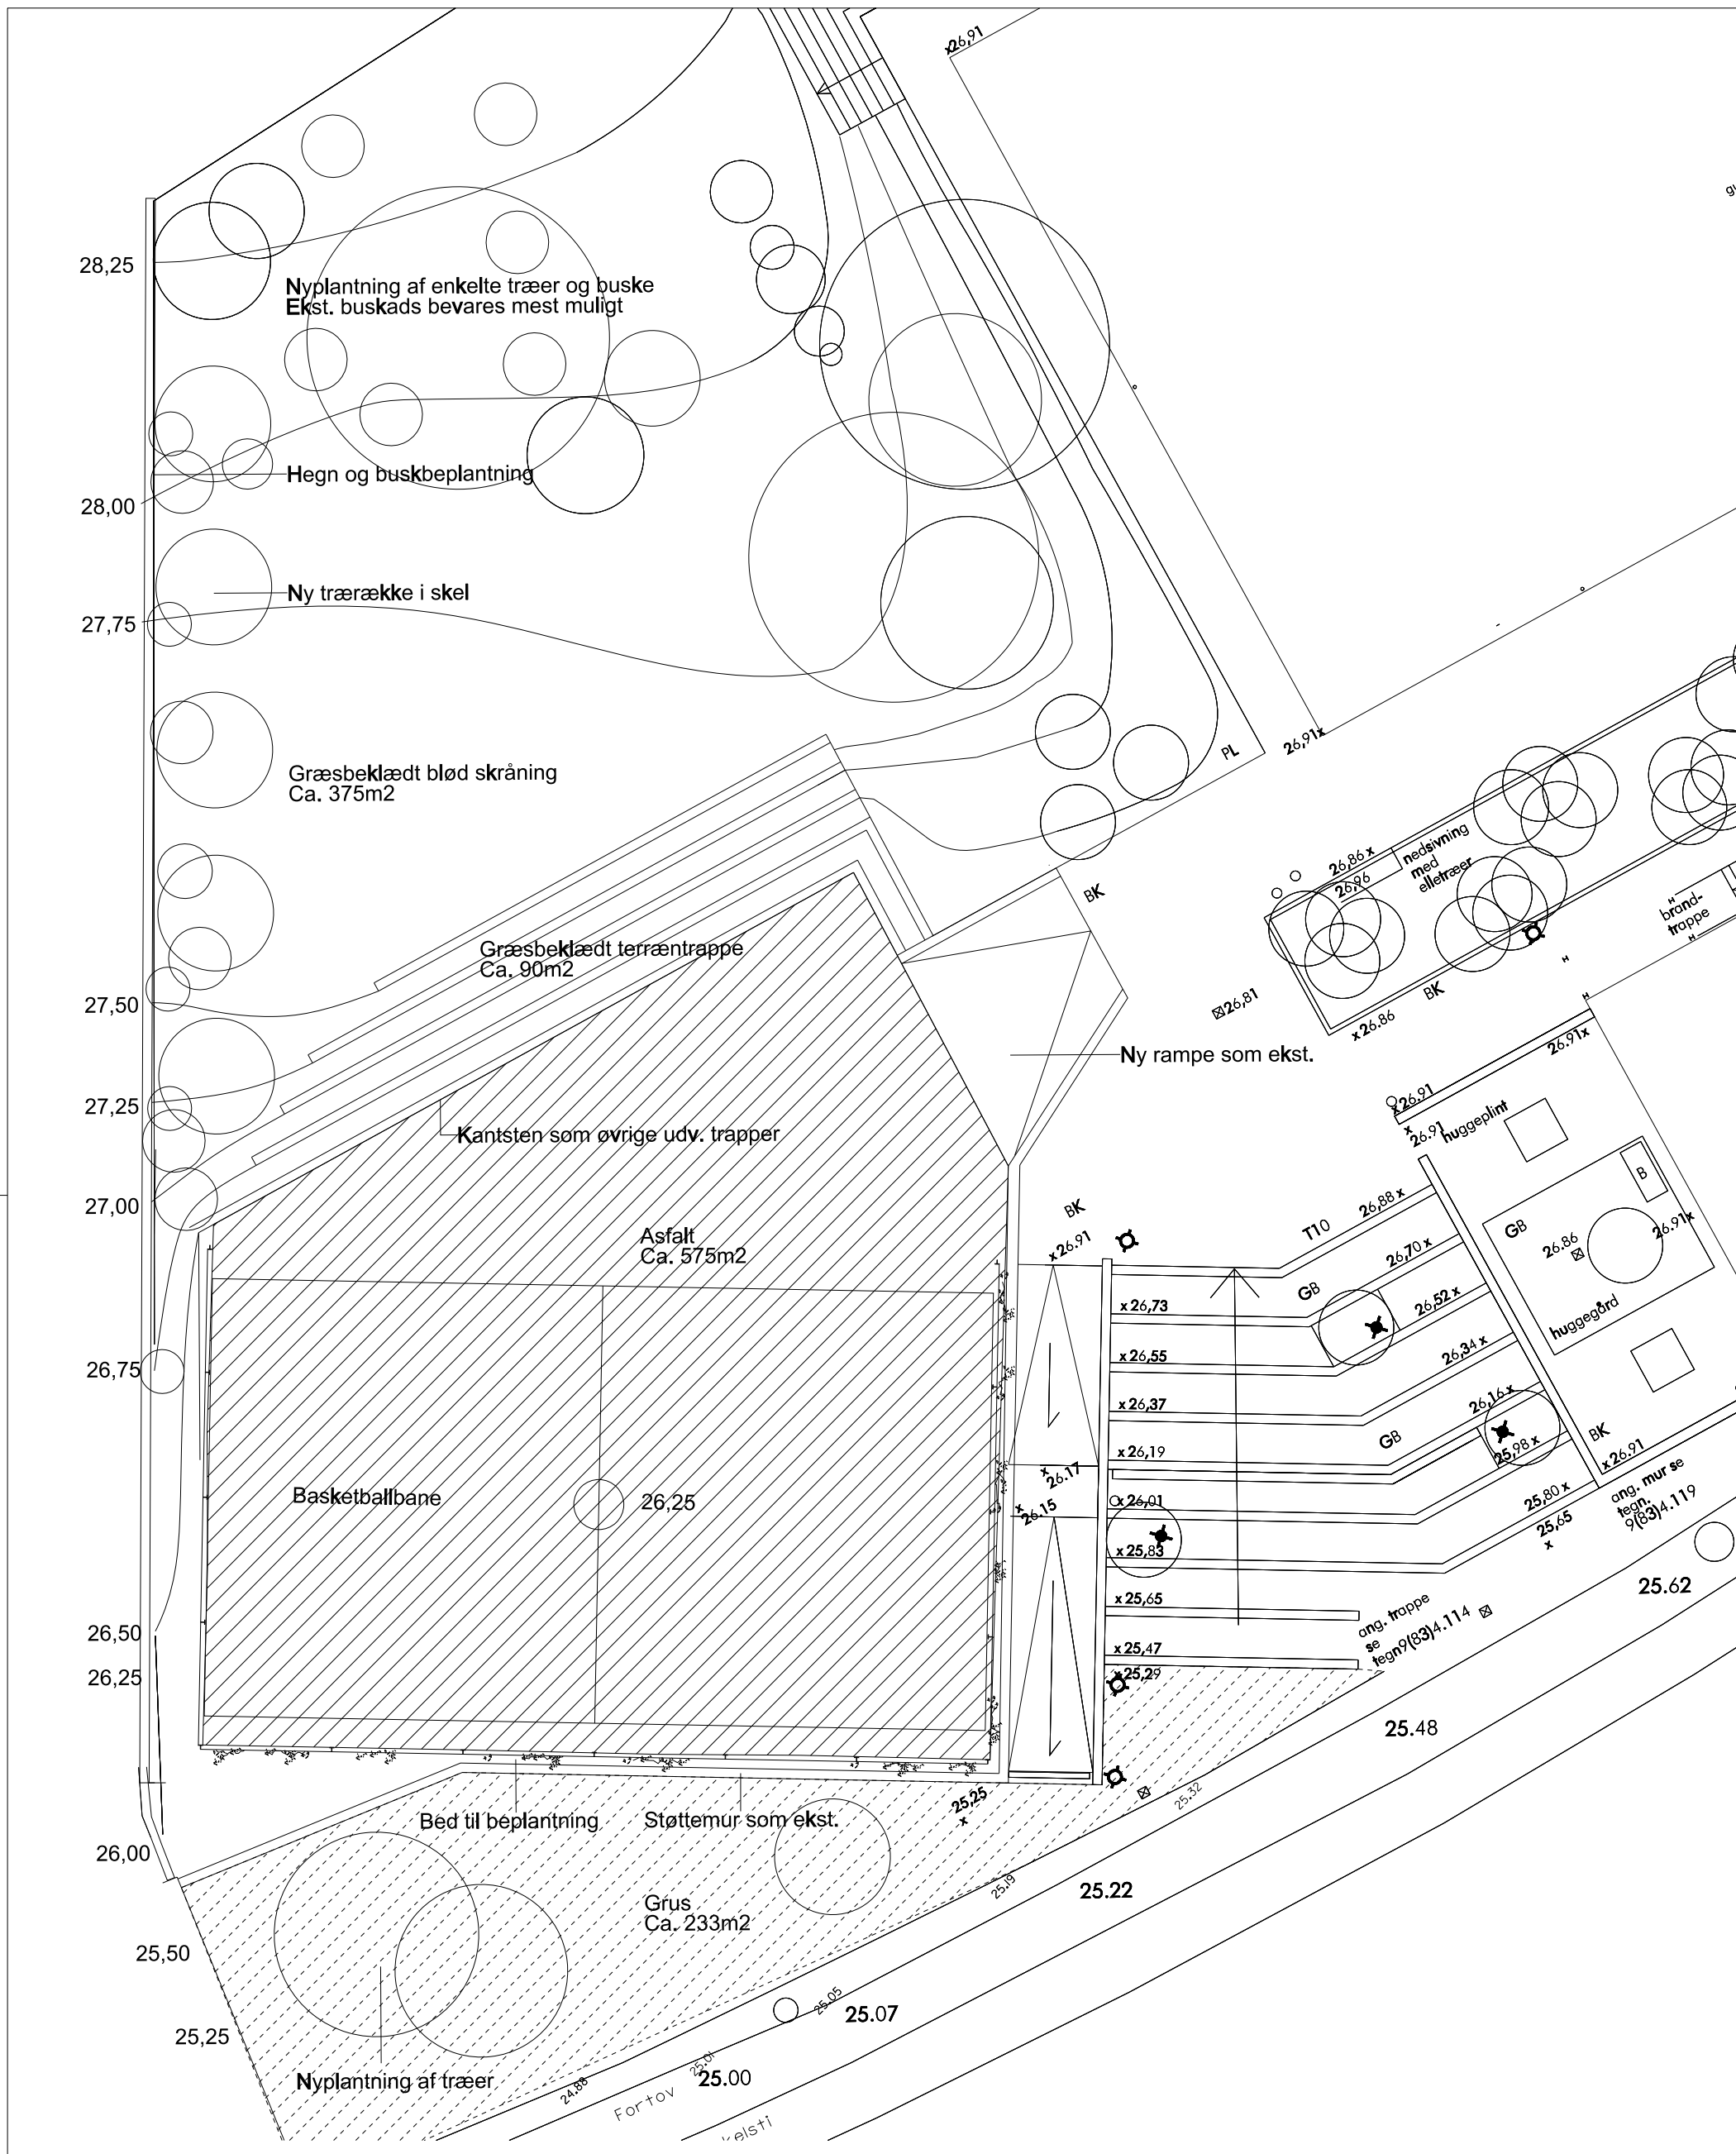 x26,91
28,25
Nyplantning af enkelte træer og buske
Ekst. buskads bevares mest muligt
Hegn og buskbeplantning
28,00
Ny trærække i skel
27,75
PL
26,91x
Græsbeklædt blød skråning
Ca. 375m2
26,86 x
26,96
nedsivning
med
elletræer
BK
brand-
trappe
Græsbeklædt terræntrappe
Ca. 90m2
27,50
26,81
BK
x26.86
Ny rampe som ekst.
26.91x
27,25
x26.91
x
26.91
huggeplint
Kantsten som øvrige udv. trapper
B
27,00
BK
26,88 x
T10
GB
26.86
26.91x
Asfalt
Ca. 575m2
x26.91
26,70 x
GB
26,52x
x 26,73
huggegård
x 26,55
26,34 x
26,75
x 26,37
26,16x
GB
BK
x 26,19
25,98 x
x26.91
x
26.17
Basketballbane
26,25
x
26.15
x 26,01
25,80 x
ang. mur se
tegn.
9(83)4.119
25,65
x
x 25,83
25.62
x 25,65
ang. trappe
se
tegn9(83)4.114
26,50
x 25,47
26,25
x25,29
25.48
25,25
x
25.32
Bed til beplantning
Støttemur som ekst.
26,00
25.19
25.22
Grus
Ca. 233m2
25,50
25.05
25.07
25,25
25.01
25.00
Nyplantning af træer
24.88
Fortov
kelsti